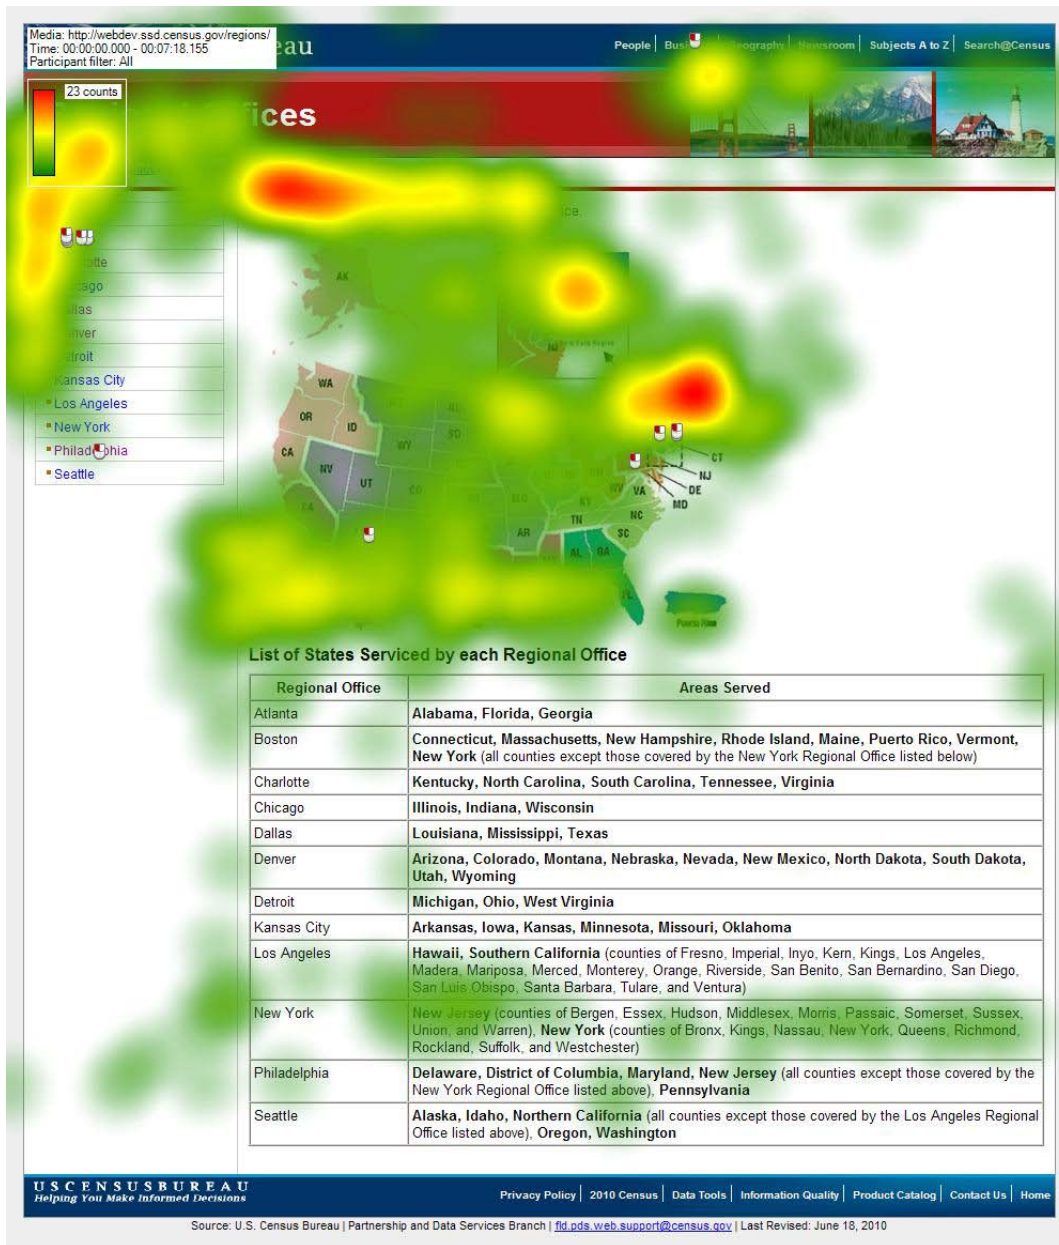 Media: http://webdev.ssd.census.gov/regions/
Time: 00:00:00.000 - 00:07:18.155
Participant filter: All
eau
People
Subjects A to Z
Search@Census
23 counts
ices
ice.
otte
cago
llas
nver
troit
Kansas City
Los Angeles
New York
Philadelphia
Seattle
AK
WA
OR
ID
CA
NV
UT
WY
CT
NJ
DE
MD
VA
NC
KY
TN
SC
AR
AL
GA
FL
Puerto Rico
List of States Serviced by each Regional Office
Regional Office
Areas Served
Atlanta
Alabama, Florida, Georgia
Boston
Connecticut, Massachusetts, New Hampshire, Rhode Island, Maine, Puerto Rico, Vermont,
New York (all counties except those covered by the New York Regional Office listed below)
Charlotte
Kentucky, North Carolina, South Carolina, Tennessee, Virginia
Chicago
Illinois, Indiana, Wisconsin
Dallas
Louisiana, Mississippi, Texas
Denver
Arizona, Colorado, Montana, Nebraska, Nevada, New Mexico, North Dakota, South Dakota,
Utah, Wyoming
Detroit
Michigan, Ohio, West Virginia
Kansas City
Arkansas, Iowa, Kansas, Minnesota, Missouri, Oklahoma
Los Angeles
Hawaii, Southern California (counties of Fresno, Imperial, Inyo, Kern, Kings, Los Angeles,
Madera, Mariposa, Merced, Monterey, Orange, Riverside, San Benito, San Bernardino, San Diego,
San Luis Obispo, Santa Barbara, Tulare, and Ventura)
New York
New Jersey (counties of Bergen, Essex, Hudson, Middlesex, Morris, Passaic, Somerset, Sussex,
Union, and Warren), New York (counties of Bronx, Kings, Nassau, New York, Queens, Richmond,
Rockland, Suffolk, and Westchester)
Philadelphia
Delaware, District of Columbia, Maryland, New Jersey (all counties except those covered by the
New York Regional Office listed above), Pennsylvania
Seattle
Alaska, Idaho, Northern California (all counties except those covered by the Los Angeles Regional
Office listed above), Oregon, Washington
USCENSUSBUREAU
Helping You Make Informed Decisions
Privacy Policy | 2010 Census | Data Tools | Information Quality | Product Catalog | Contact Us | Home
Source: U.S. Census Bureau | Partnership and Data Services Branch | fld.pds.web.support@census.gov | Last Revised: June 18, 2010